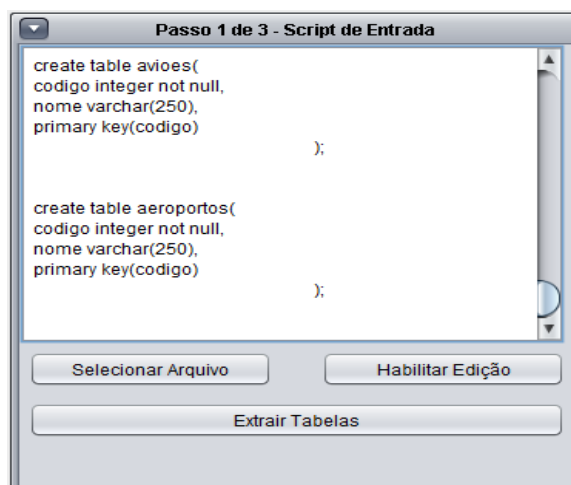 Passo 1 de 3 - Script de Entrada
create table avioes(
codigo integer not null,
nome varchar(250),
primary key(codigo)
);
create table aeroportos(
codigo integer not null,
nome varchar(250),
primary key(codigo)
);
Selecionar Arquivo
Habilitar Edição
Extrair Tabelas